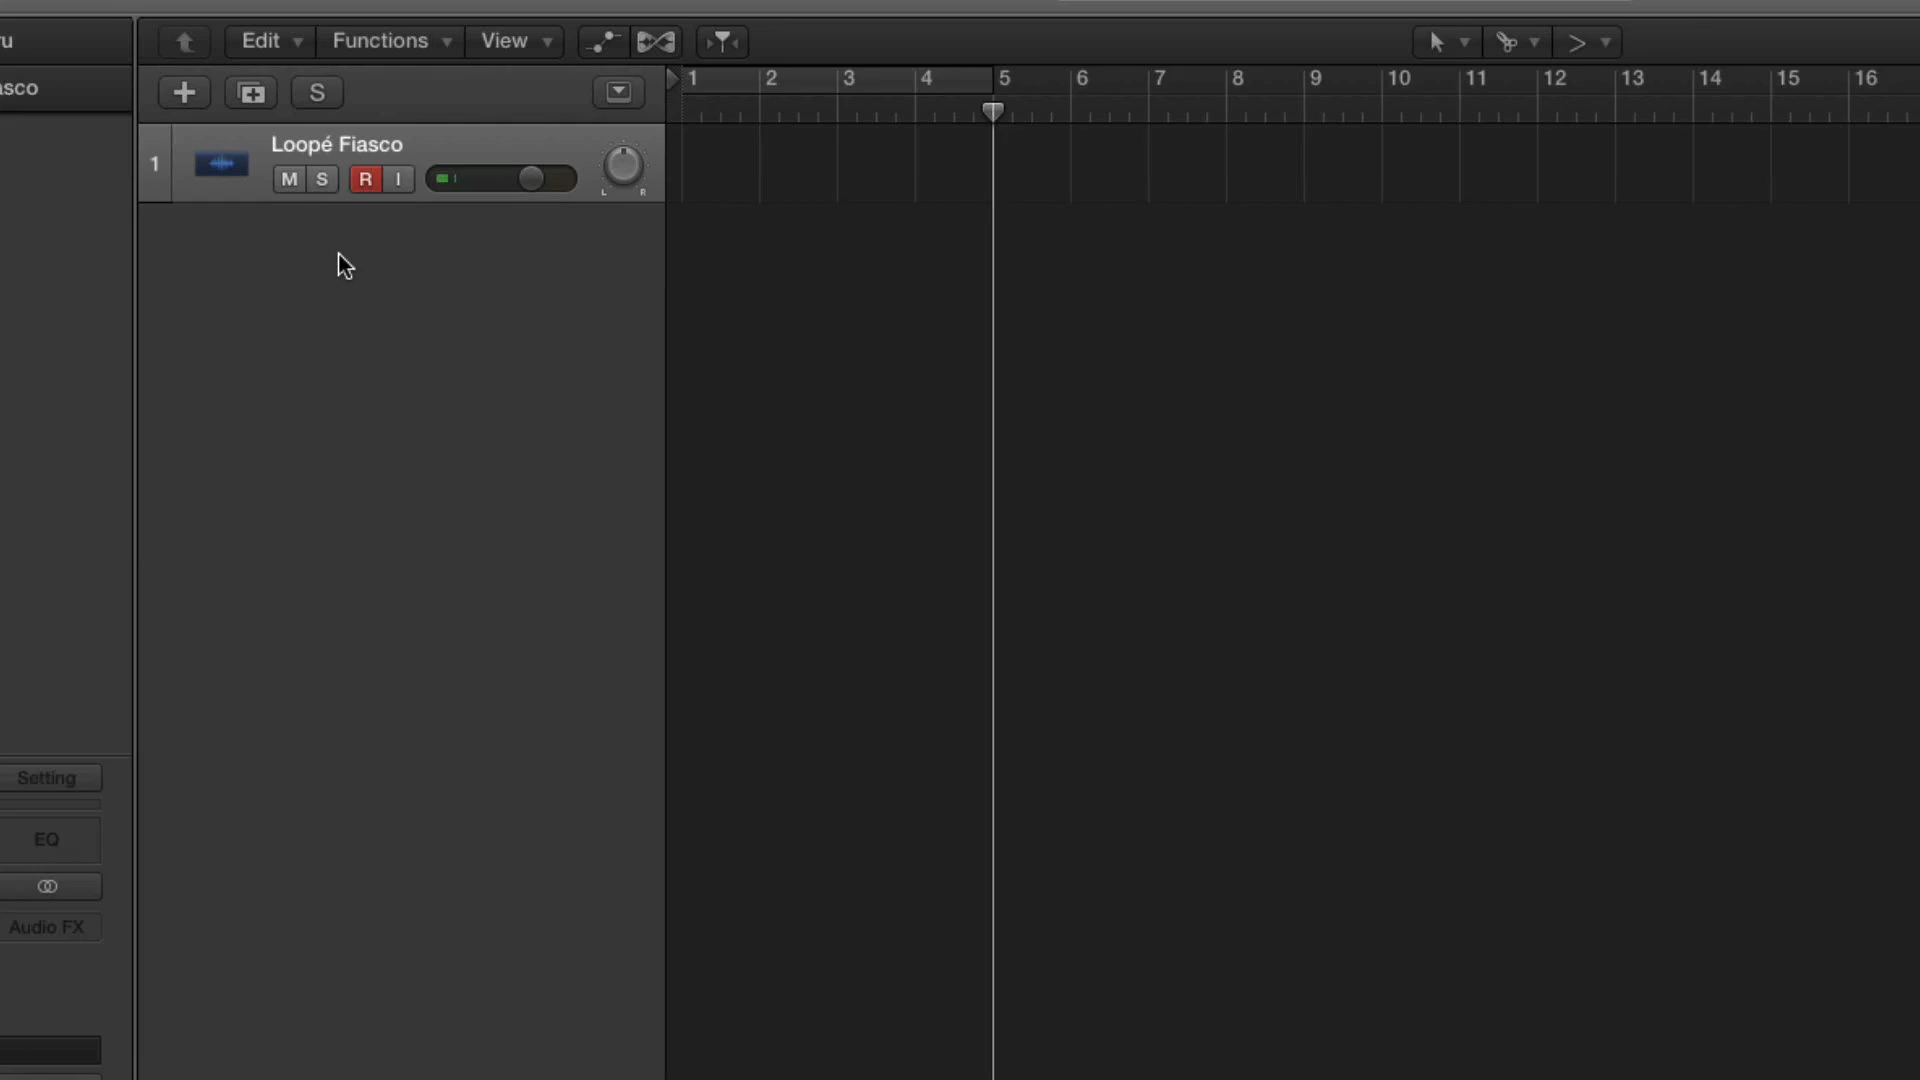 ru
Edit Functions View
asco
S
1 2 3 4 5 6 7 8 9 10 11 12 13 14 15 16
1
Loopé Fiasco
M S R I
L R
Setting
EQ
Audio FX